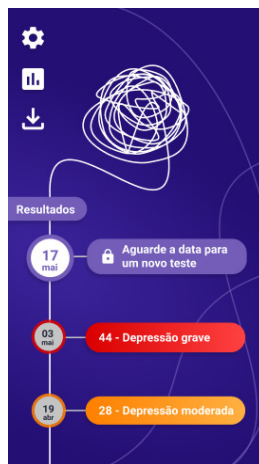 Resultados
17
mai
Aguarde a data para
um novo teste
03
mai
44 - Depressão grave
19
abr
28 - Depressão moderada